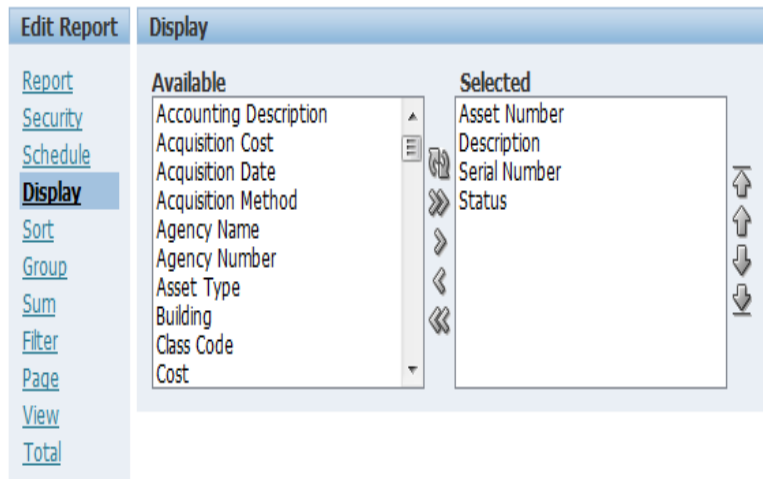 Edit Report
Report
Security
Schedule
Display
Sort
Group
Sum
Filter
Page
View
Total
Display
Available
Accounting Description
Acquisition Cost
Acquisition Date
Acquisition Method
Agency Name
Agency Number
Asset Type
Building
Class Code
Cost
Selected
Asset Number
Description
Serial Number
Status